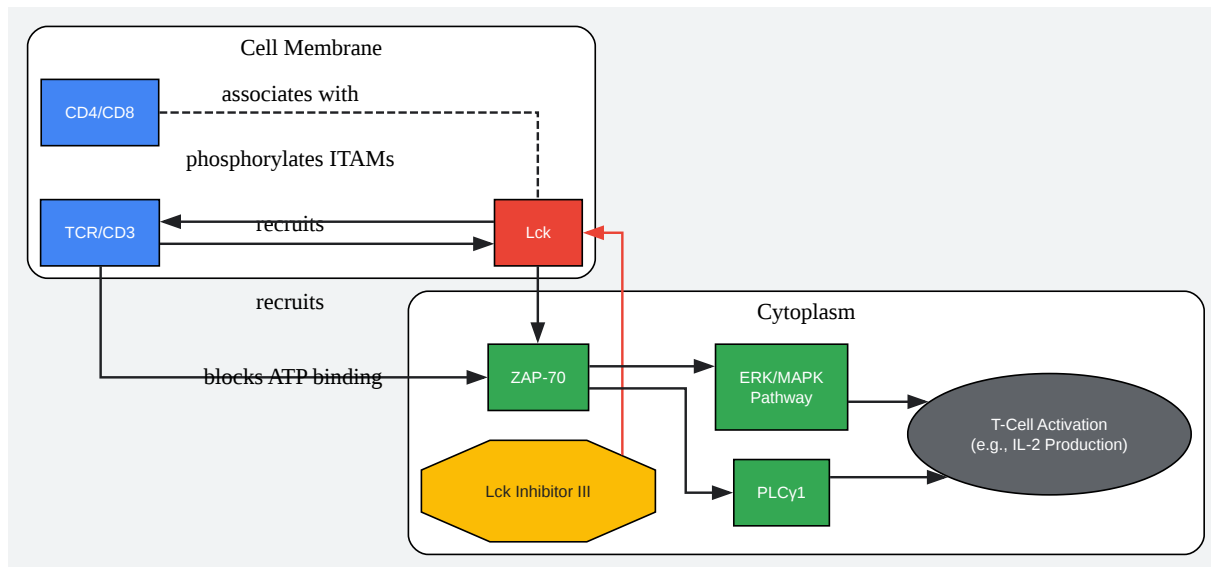 Cell Membrane
CD4/CD8
associates with
phosphorylates ITAMs
TCR/CD3
recruits
Lck
recruits
Cytoplasm
blocks ATP binding
ZAP-70
ERK/MAPK
Pathway
T-Cell Activation
(e.g., IL-2 Production)
Lck Inhibitor III
PLCγ1